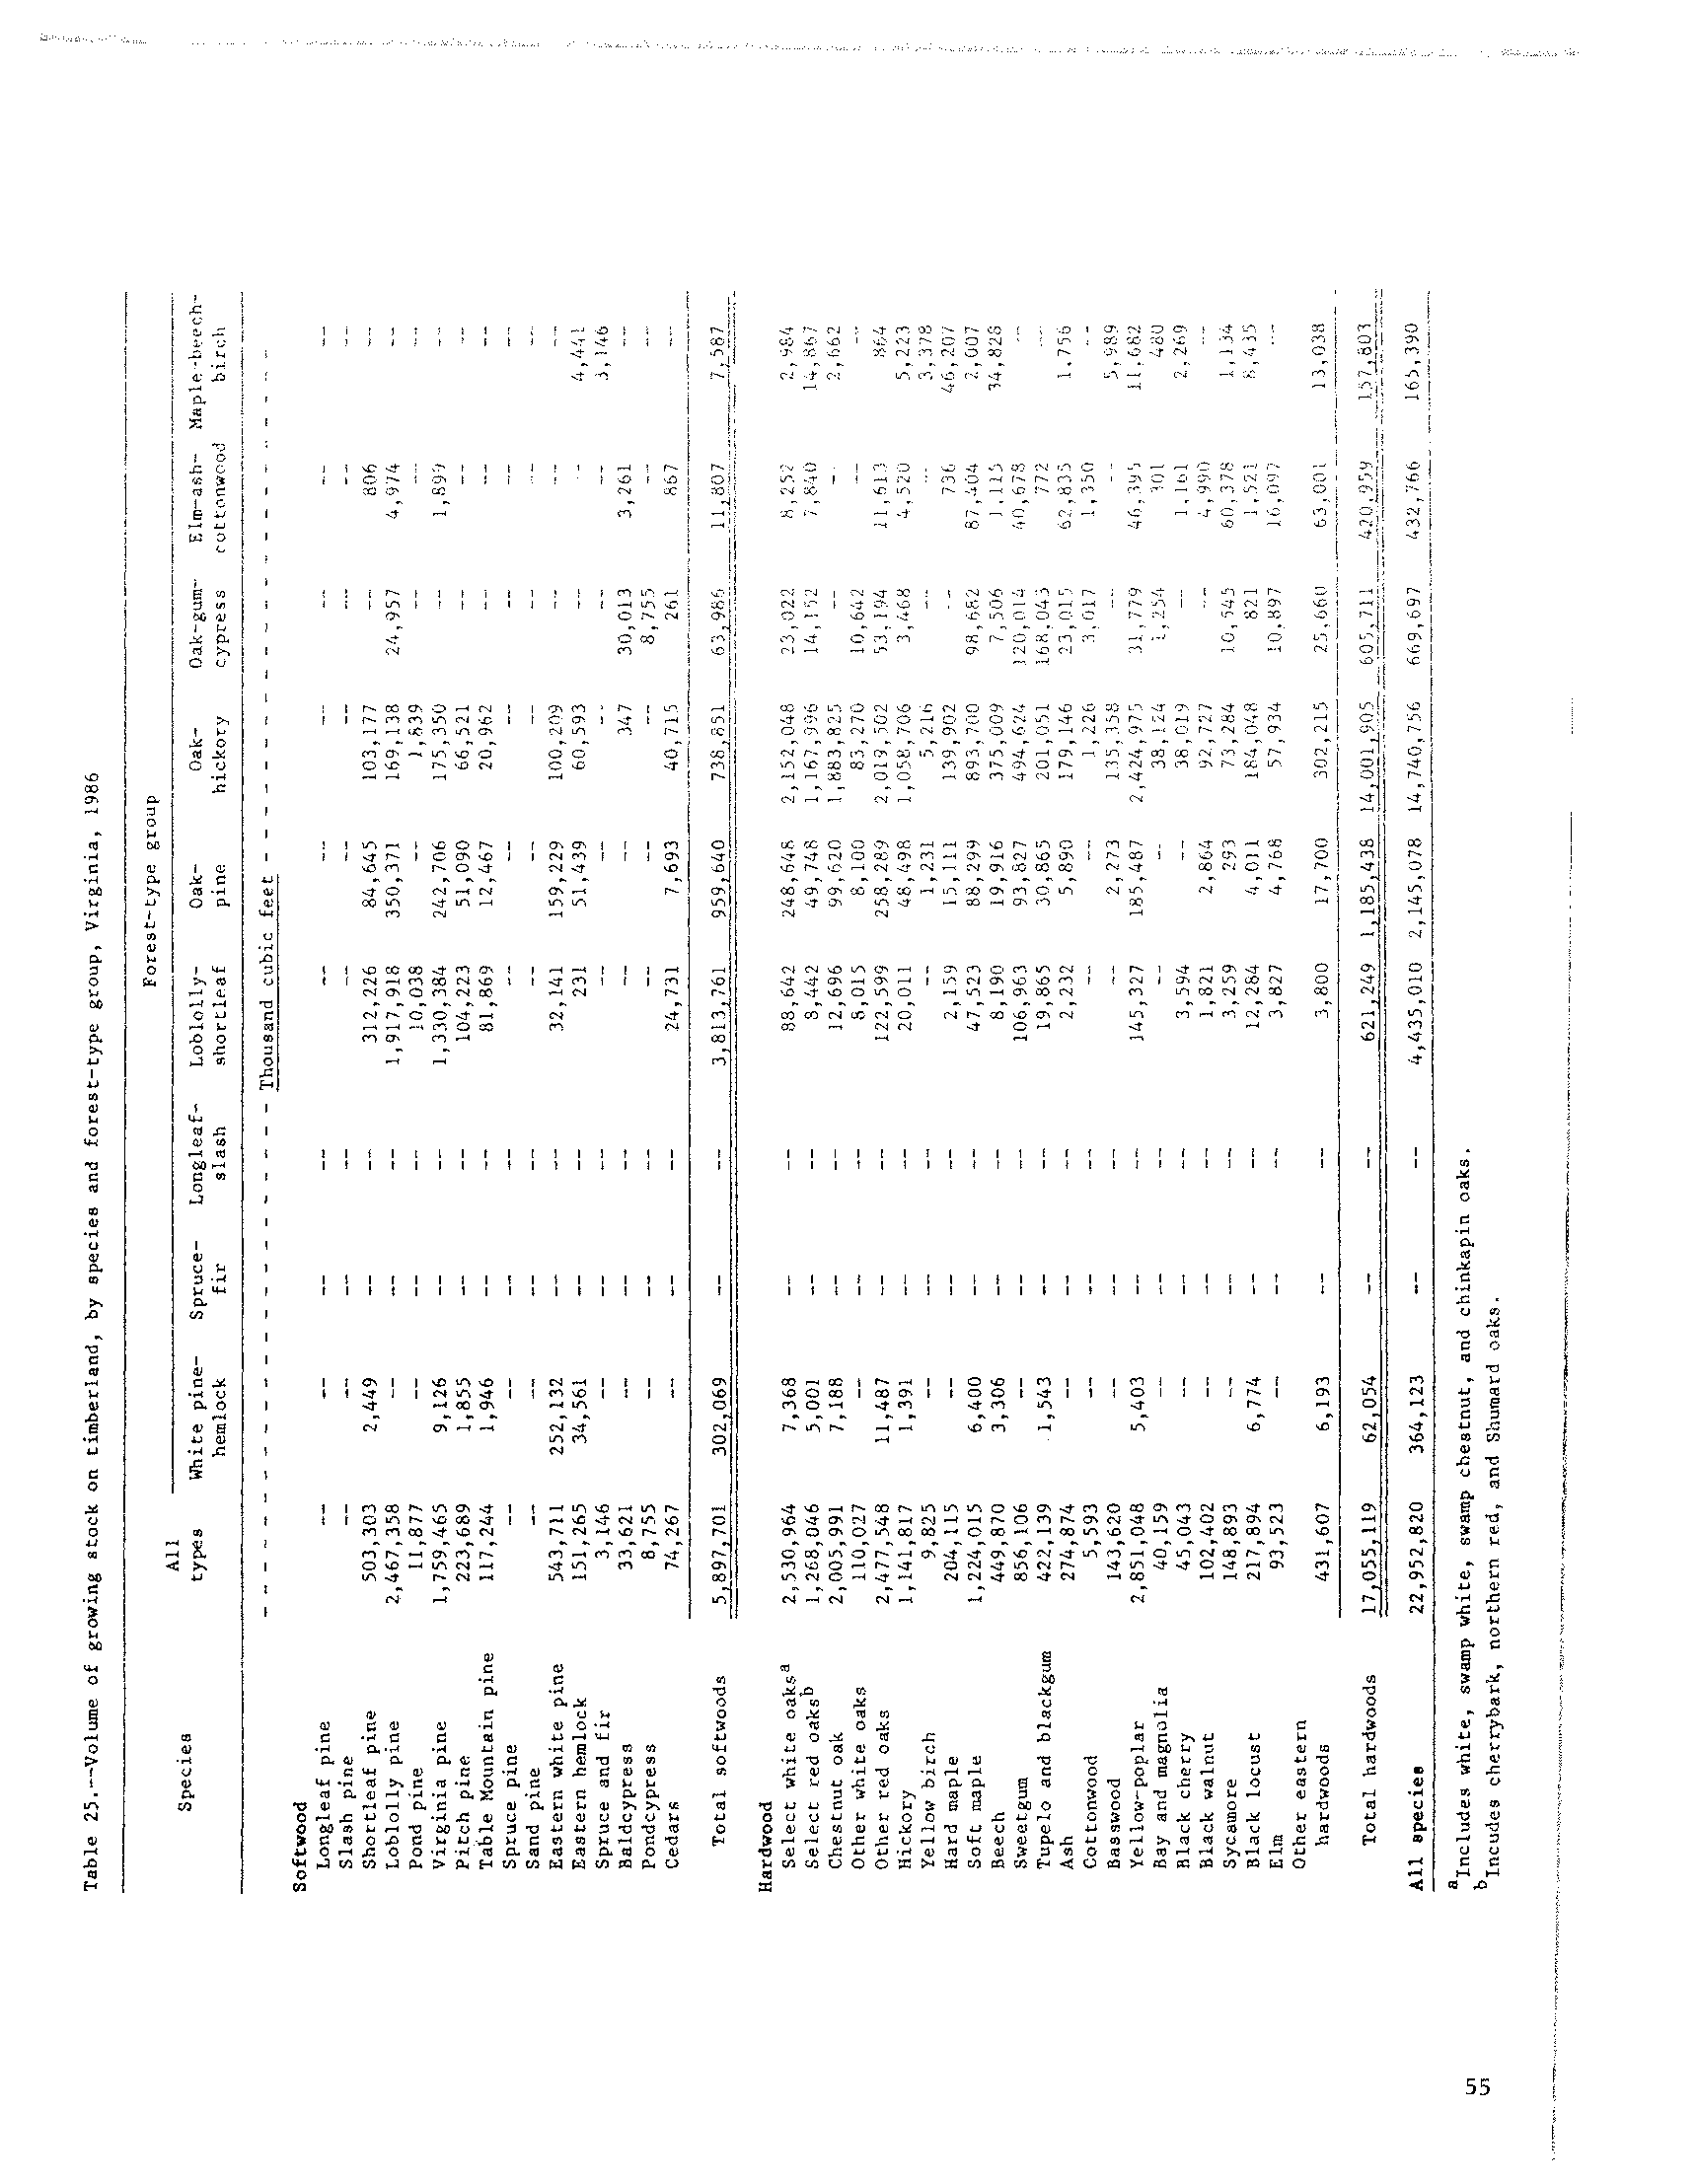 Table 25.--Volume of growing stock on timberland, by species and forest-type group, Virginia, 1986
Forest-type group
Species All types White pine-hemlock Spruce-fir Longleaf-slash Loblolly-shortleaf Oak-pine Oak-hickory Oak-gum-cypress Elm-ash-cottonwood Maple-beech-birch
Thousand cubic feet
Softwood
Longleaf pine -- -- -- -- -- -- -- -- -- --
Slash pine -- -- -- -- -- -- -- -- -- --
Shortleaf pine 503,303 2,449 -- -- 312,226 84,645 103,177 -- 806 --
Loblolly pine 2,467,358 -- -- -- 1,917,918 350,371 169,138 24,957 4,974 --
Pond pine 11,877 -- -- -- 10,038 -- 1,839 -- -- --
Virginia pine 1,759,465 9,126 -- -- 1,330,384 242,706 175,350 -- 1,899 --
Pitch pine 223,689 1,855 -- -- 104,223 51,090 66,521 -- -- --
Table Mountain pine 117,244 1,946 -- -- 81,869 12,467 20,962 -- -- --
Spruce pine -- -- -- -- -- -- -- -- -- --
Sand pine -- -- -- -- -- -- -- -- -- --
Eastern white pine 543,711 252,132 -- -- 32,141 159,229 100,209 -- -- --
Eastern hemlock 151,265 34,561 -- -- 231 51,439 60,593 -- -- 4,441
Spruce and fir 3,146 -- -- -- -- -- -- -- -- 3,146
Baldcypress 33,621 -- -- -- -- -- 347 30,013 3,261 --
Pondcypress 8,755 -- -- -- -- -- -- 8,755 -- --
Cedars 74,267 -- -- -- 24,731 7,693 40,715 261 867 --
Total softwoods 5,897,701 302,069 -- -- 3,813,761 959,640 738,851 63,986 11,807 7,587
Hardwood
Select white oaks a 2,530,964 7,368 -- -- 88,642 248,648 2,152,048 23,022 8,252 2,984
Select red oaks b 1,268,046 5,001 -- -- 8,442 49,748 1,167,996 14,152 7,840 14,867
Chestnut oak 2,005,991 7,188 -- -- 12,696 99,620 1,883,825 -- -- 2,662
Other white oaks 110,027 -- -- -- 8,015 8,100 83,270 10,642 -- --
Other red oaks 2,477,548 11,487 -- -- 122,599 258,289 2,019,502 53,194 11,613 864
Hickory 1,141,817 1,391 -- -- 20,011 48,498 1,058,706 3,468 4,520 5,223
Yellow birch 9,825 -- -- -- -- 1,231 5,216 -- -- 3,378
Hard maple 204,115 -- -- -- 2,159 15,111 139,902 -- 736 46,207
Soft maple 1,224,015 6,400 -- -- 47,523 88,299 893,700 98,682 87,404 2,007
Beech 449,870 3,306 -- -- 8,190 19,916 375,009 7,506 1,115 34,828
Sweetgum 856,106 -- -- -- 106,963 93,827 494,624 120,014 40,678 --
Tupelo and blackgum 422,139 1,543 -- -- 19,865 30,865 201,051 168,043 772 --
Ash 274,874 -- -- -- 2,232 5,890 179,146 23,015 62,835 1,756
Cottonwood 5,593 -- -- -- -- -- 1,226 3,017 1,350 --
Basswood 143,620 -- -- -- -- 2,273 135,358 -- -- 5,989
Yellow-poplar 2,851,048 5,403 -- -- 145,327 185,487 2,424,975 31,779 46,395 11,682
Bay and magnolia 40,159 -- -- -- -- -- 38,124 1,254 301 480
Black cherry 45,043 -- -- -- 3,594 -- 38,019 -- 1,161 2,269
Black walnut 102,402 -- -- -- 1,821 2,864 92,727 -- 4,990 --
Sycamore 148,893 -- -- -- 3,259 293 73,284 10,545 60,378 1,134
Black locust 217,894 6,774 -- -- 12,284 4,011 184,048 821 1,521 8,435
Elm 93,523 -- -- -- 3,827 4,768 57,934 10,897 16,097 --
Other eastern
hardwoods 431,607 6,193 -- -- 3,800 17,700 302,215 25,660 63,001 13,038
Total hardwoods 17,055,119 62,054 -- -- 621,249 1,185,438 14,001,905 605,711 420,959 157,803
All species 22,952,820 364,123 -- -- 4,435,010 2,145,078 14,740,756 669,697 432,766 165,390
a Includes white, swamp white, swamp chestnut, and chinkapin oaks.
b Incudes cherrybark, northern red, and Shumard oaks.
55